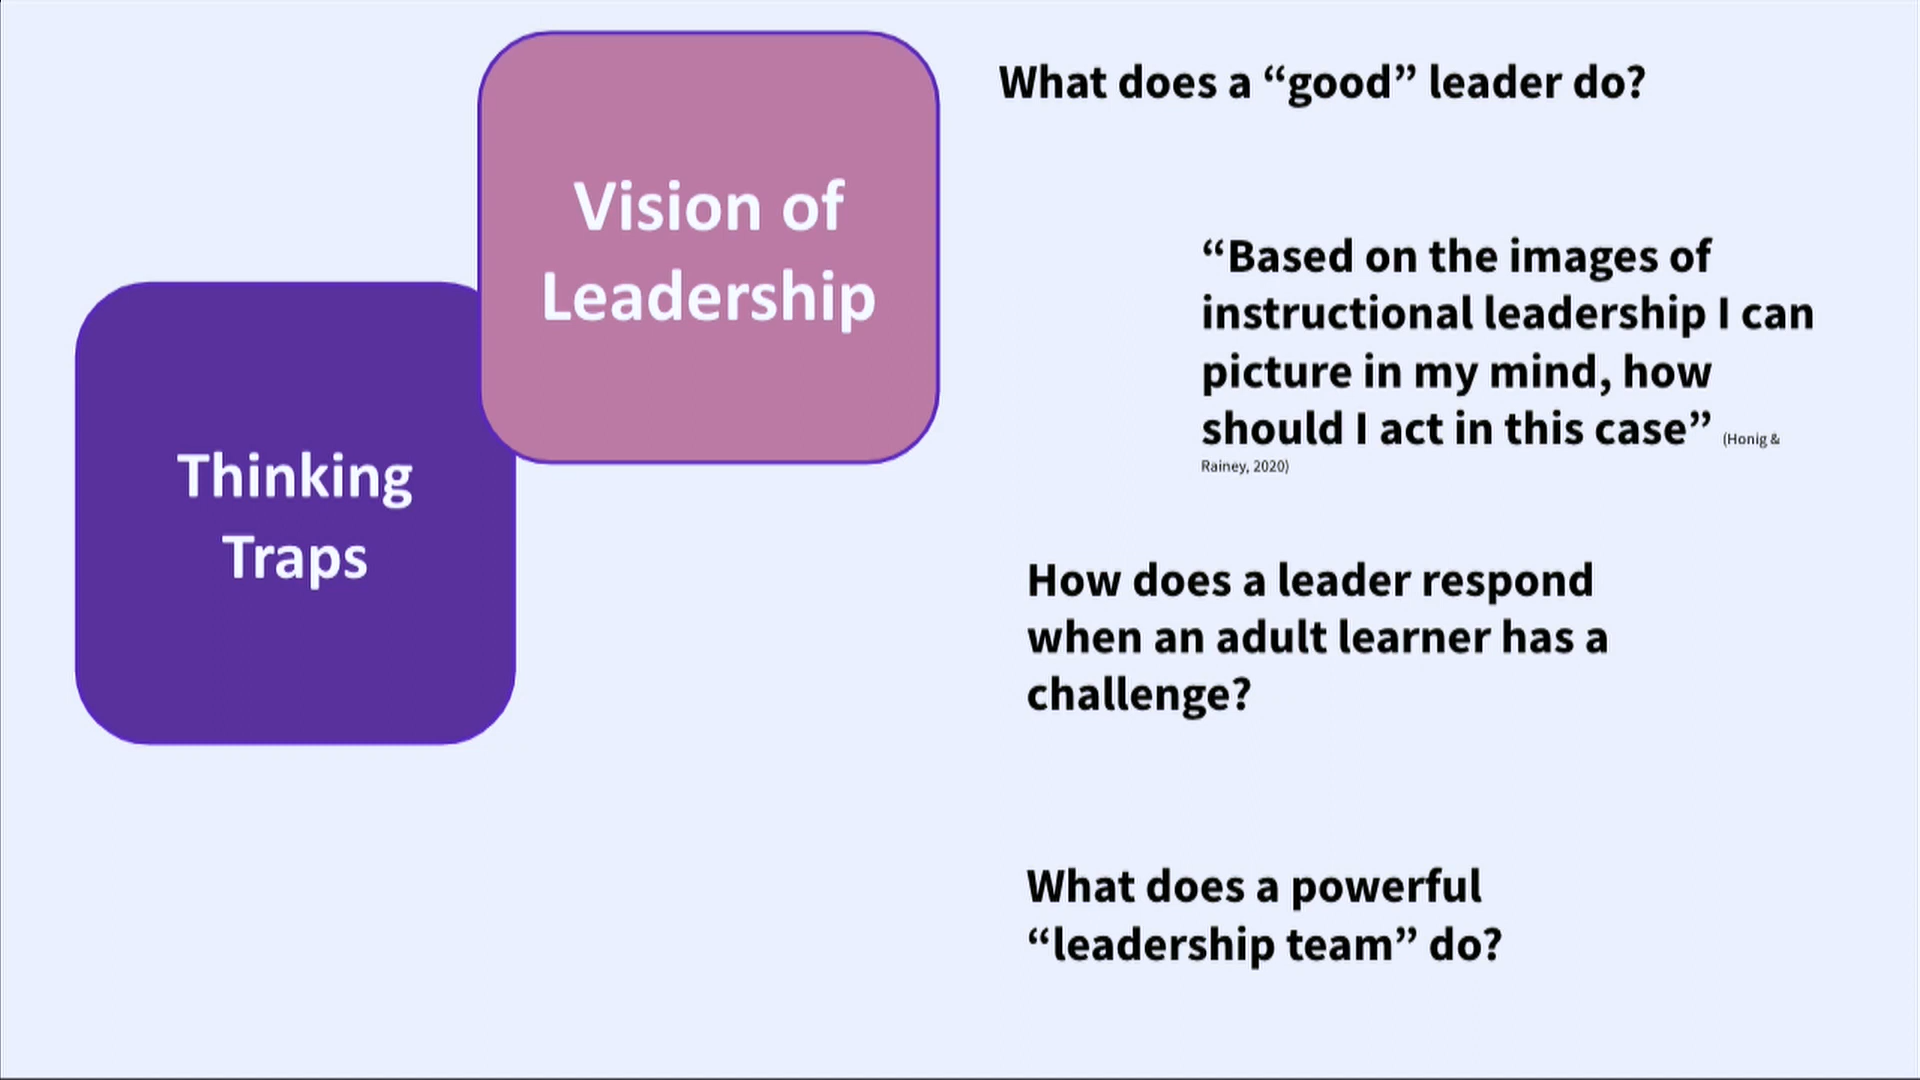 Vision of
Leadership
Thinking
Traps
What does a “good” leader do?
“Based on the images of
instructional leadership I can
picture in my mind, how
should I act in this case” (Honig &
Rainey, 2020)
How does a leader respond
when an adult learner has a
challenge?
What does a powerful
“leadership team” do?